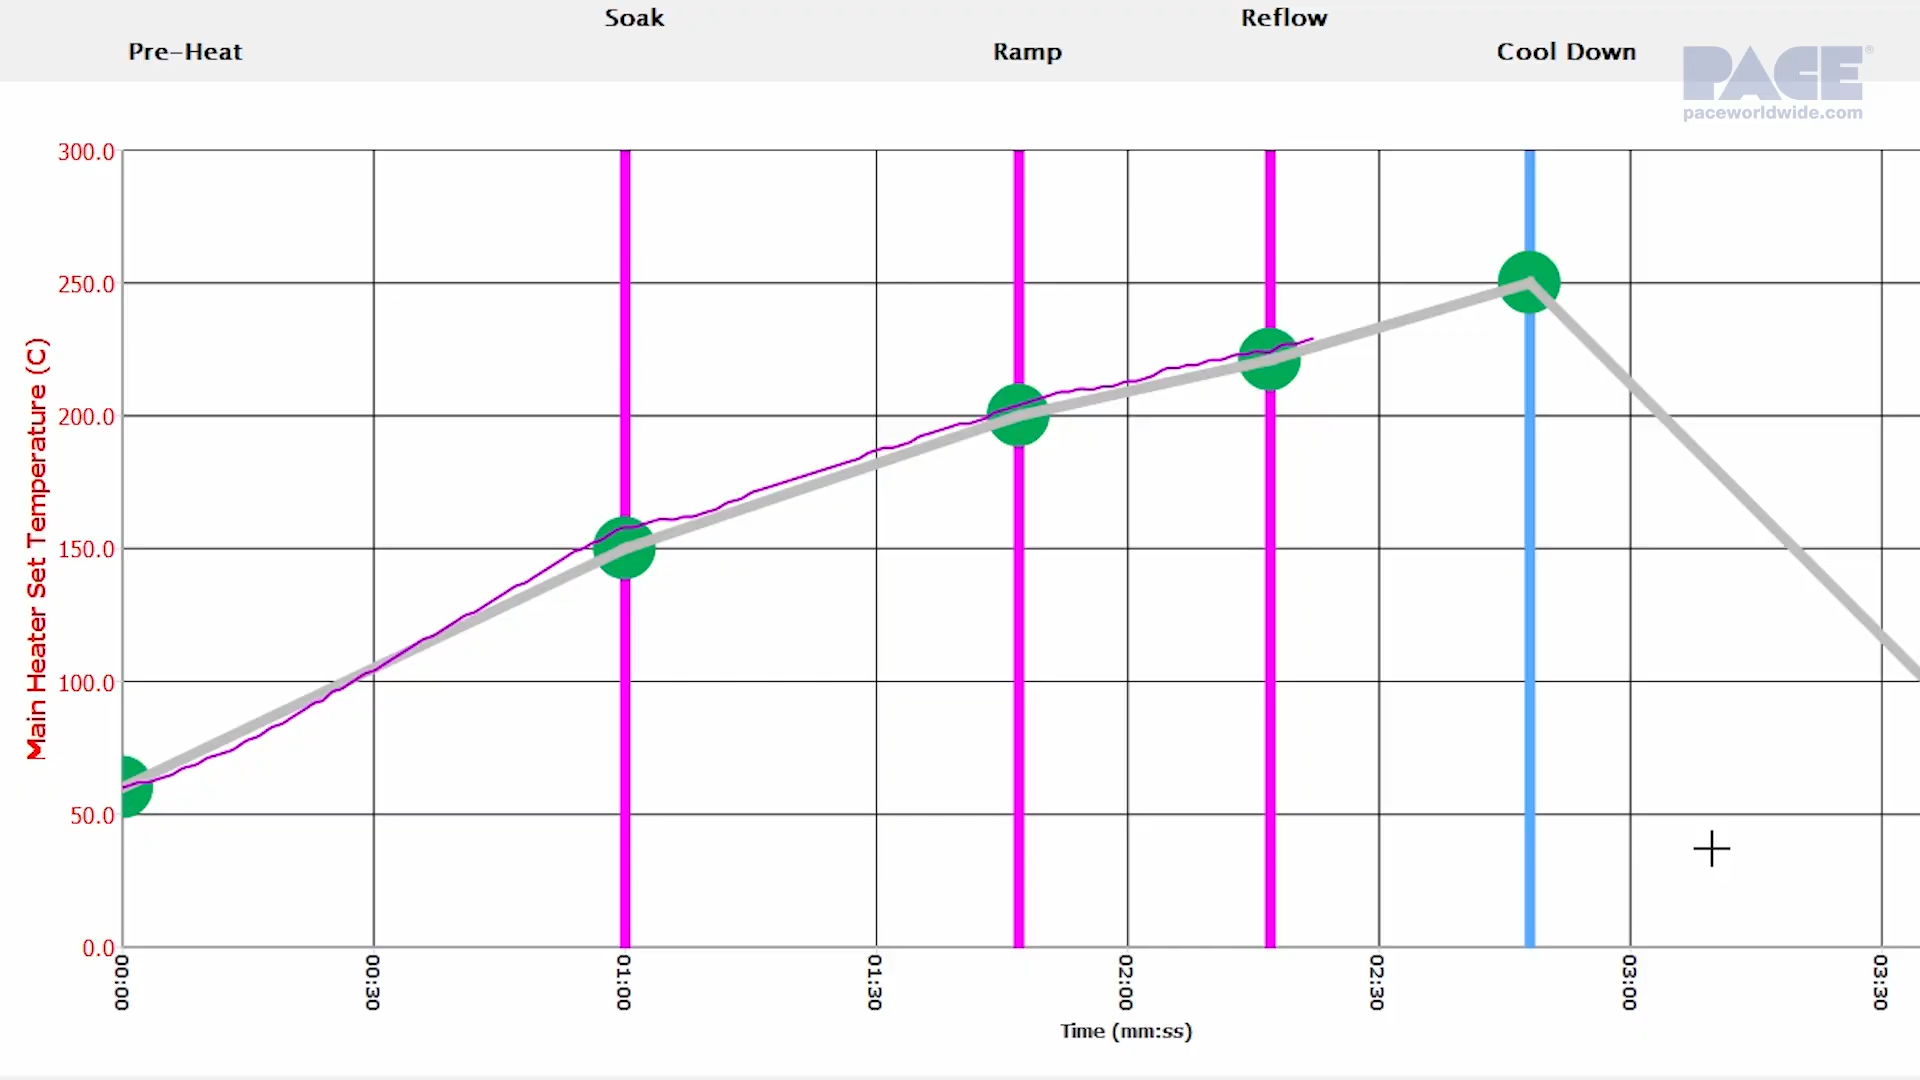 Soak
Reflow
Pre-Heat
Ramp
Cool Down
PACE®
paceworldwide.com
300.0
250.0
200.0
150.0
100.0
50.0
0.0
Main Heater Set Temperature (C)
00:00
00:30
01:00
01:30
02:00
02:30
03:00
03:30
Time (mm:ss)